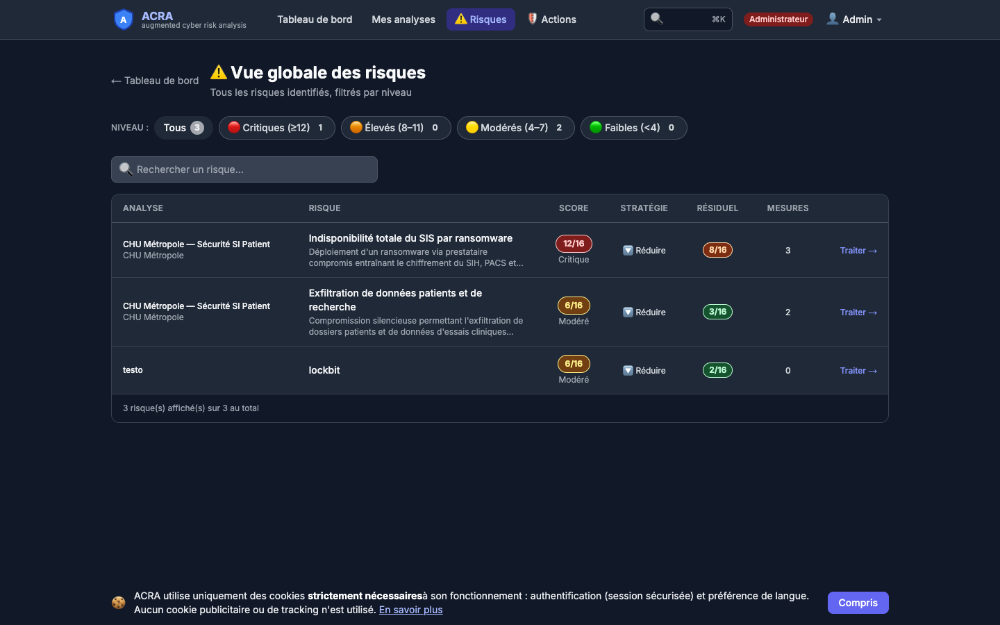 A
ACRA
augmented cyber risk analysis
Tableau de bord
Mes analyses
Risques
Actions
⌘K
Administrateur
Admin
← Tableau de bord
Vue globale des risques
Tous les risques identifiés, filtrés par niveau
NIVEAU :
Tous 3
Critiques (≥12) 1
Élevés (8–11) 0
Modérés (4–7) 2
Faibles (<4) 0
Rechercher un risque...
ANALYSE RISQUE SCORE STRATÉGIE RÉSIDUEL MESURES
CHU Métropole — Sécurité SI Patient
CHU Métropole
Indisponibilité totale du SIS par ransomware
Déploiement d'un ransomware via prestataire
compromis entraînant le chiffrement du SIH, PACS et...
12/16
Critique
Réduire
8/16
3
Traiter →
CHU Métropole — Sécurité SI Patient
CHU Métropole
Exfiltration de données patients et de
recherche
Compromission silencieuse permettant l'exfiltration de
dossiers patients et de données d'essais cliniques...
6/16
Modéré
Réduire
3/16
2
Traiter →
testo
lockbit
6/16
Modéré
Réduire
2/16
0
Traiter →
3 risque(s) affiché(s) sur 3 au total
ACRA utilise uniquement des cookies strictement nécessairesà son fonctionnement : authentification (session sécurisée) et préférence de langue.
Aucun cookie publicitaire ou de tracking n'est utilisé. En savoir plus
Compris